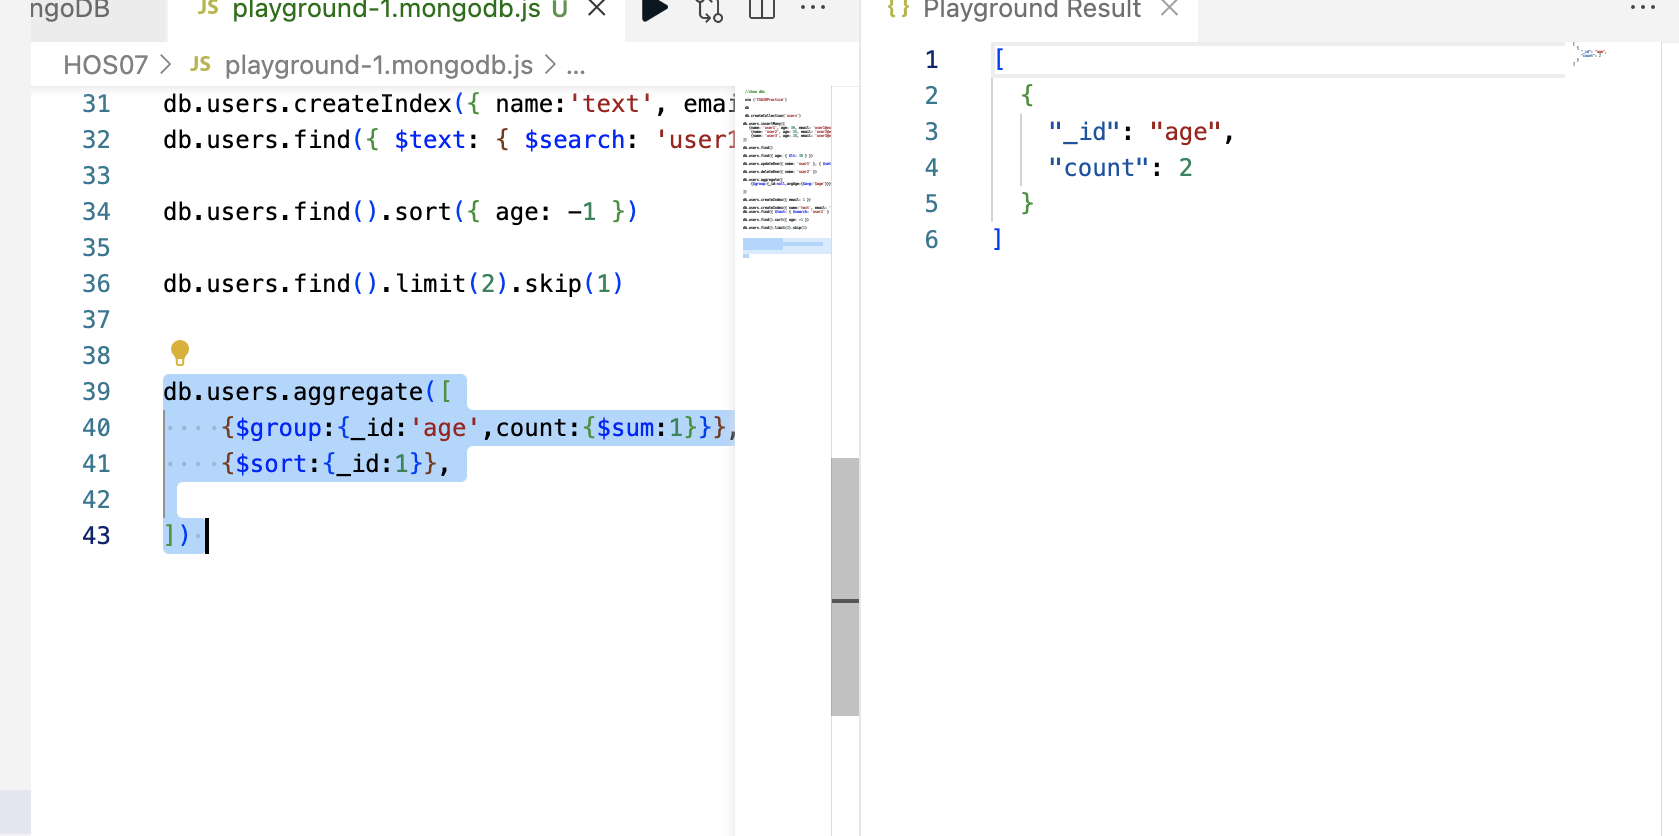 ngoDB
JS playground-1.mongodb.js U
HOS07 > JS playground-1.mongodb.js > ...
31 db.users.createIndex({ name:'text', emai
32 db.users.find({ $text: { $search: 'user1
33
34 db.users.find().sort({ age: -1 })
35
36 db.users.find().limit(2).skip(1)
37
38
39 db.users.aggregate([
40 ····{$group:{_id:'age',count:{$sum:1}}},
41 ····{$sort:{_id:1}},
42
43 ])·
{} Playground Result
1 [
2 {
3 "_id": "age",
4 "count": 2
5 }
6 ]